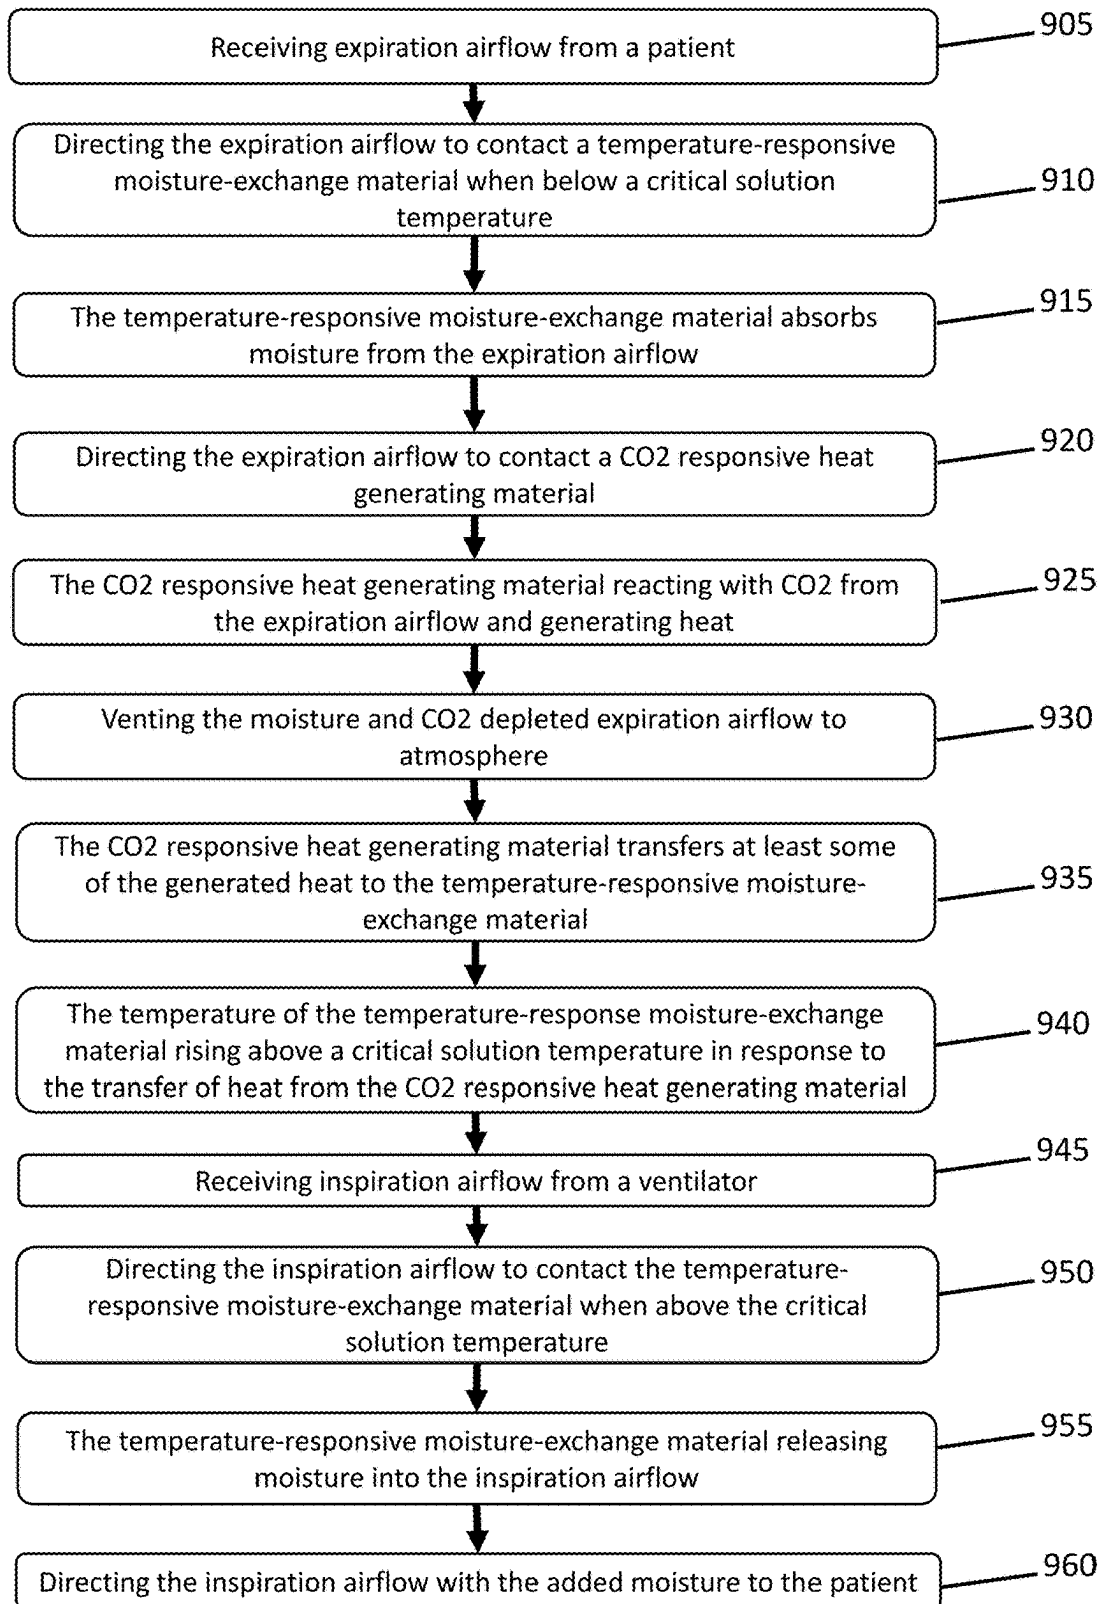 Receiving expiration airflow from a patient
905
Directing the expiration airflow to contact a temperature-responsive
moisture-exchange material when below a critical solution
temperature
910
The temperature-responsive moisture-exchange material absorbs
moisture from the expiration airflow
915
Directing the expiration airflow to contact a CO2 responsive heat
generating material
920
The CO2 responsive heat generating material reacting with CO2 from
the expiration airflow and generating heat
925
Venting the moisture and CO2 depleted expiration airflow to
atmosphere
930
The CO2 responsive heat generating material transfers at least some
of the generated heat to the temperature-responsive moisture-
exchange material
935
The temperature of the temperature-response moisture-exchange
material rising above a critical solution temperature in response to
the transfer of heat from the CO2 responsive heat generating material
940
Receiving inspiration airflow from a ventilator
945
Directing the inspiration airflow to contact the temperature-
responsive moisture-exchange material when above the critical
solution temperature
950
The temperature-responsive moisture-exchange material releasing
moisture into the inspiration airflow
955
Directing the inspiration airflow with the added moisture to the patient
960